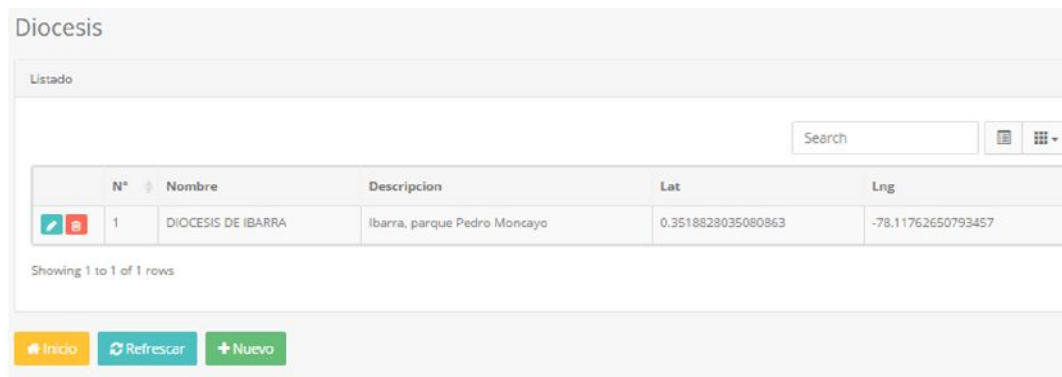 Diocesis
Listado
Search
N° Nombre Descripcion Lat Lng
1 DIOCESIS DE IBARRA Ibarra, parque Pedro Moncayo 0.3518828035080863 -78.11762650793457
Showing 1 to 1 of 1 rows
Inicio Refrescar Nuevo